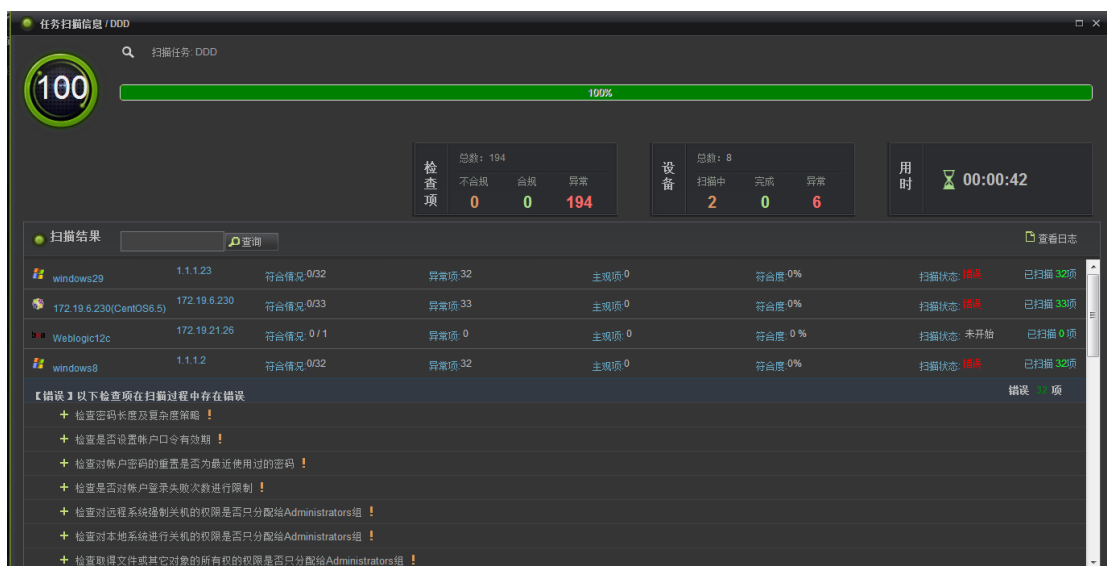 任务扫描信息 / DDD
扫描任务: DDD
100
100%
检查项 总数: 194
不合规 合规 异常
0 0 194
设备 总数: 8
扫描中 完成 异常
2 0 6
用时 00:00:42
扫描结果 查询 查看日志
windows29 1.1.1.23 符合情况:0/32 异常项:32 主观项:0 符合度:0% 扫描状态: 错误 已扫描 32项
172.19.6.230(CentOS6.5) 172.19.6.230 符合情况:0/33 异常项:33 主观项:0 符合度:0% 扫描状态: 错误 已扫描 33项
Weblogic12c 172.19.21.26 符合情况: 0 / 1 异常项: 0 主观项: 0 符合度: 0 % 扫描状态: 未开始 已扫描 0 项
windows8 1.1.1.2 符合情况:0/32 异常项:32 主观项:0 符合度:0% 扫描状态: 错误 已扫描 32项
【错误】以下检查项在扫描过程中存在错误 错误 32 项
+ 检查密码长度及复杂度策略 !
+ 检查是否设置帐户口令有效期 !
+ 检查对帐户密码的重置是否为最近使用过的密码 !
+ 检查是否对帐户登录失败次数进行限制 !
+ 检查对远程系统强制关机的权限是否只分配给Administrators组 !
+ 检查对本地系统进行关机的权限是否只分配给Administrators组 !
+ 检查取得文件或其它对象的所有权的权限是否只分配给Administrators组 !